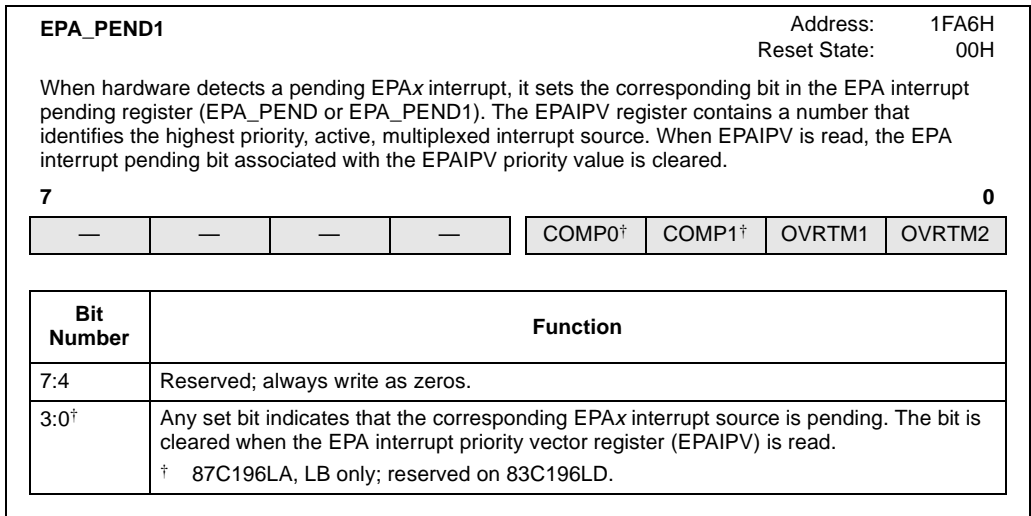 EPA_PEND1 Address: 1FA6H
Reset State: 00H
When hardware detects a pending EPAx interrupt, it sets the corresponding bit in the EPA interrupt
pending register (EPA_PEND or EPA_PEND1). The EPAIPV register contains a number that
identifies the highest priority, active, multiplexed interrupt source. When EPAIPV is read, the EPA
interrupt pending bit associated with the EPAIPV priority value is cleared.
7 0
— — — — COMP0† COMP1† OVRTM1 OVRTM2
Bit
Number
Function
7:4 Reserved; always write as zeros.
3:0† Any set bit indicates that the corresponding EPAx interrupt source is pending. The bit is
cleared when the EPA interrupt priority vector register (EPAIPV) is read.
† 87C196LA, LB only; reserved on 83C196LD.